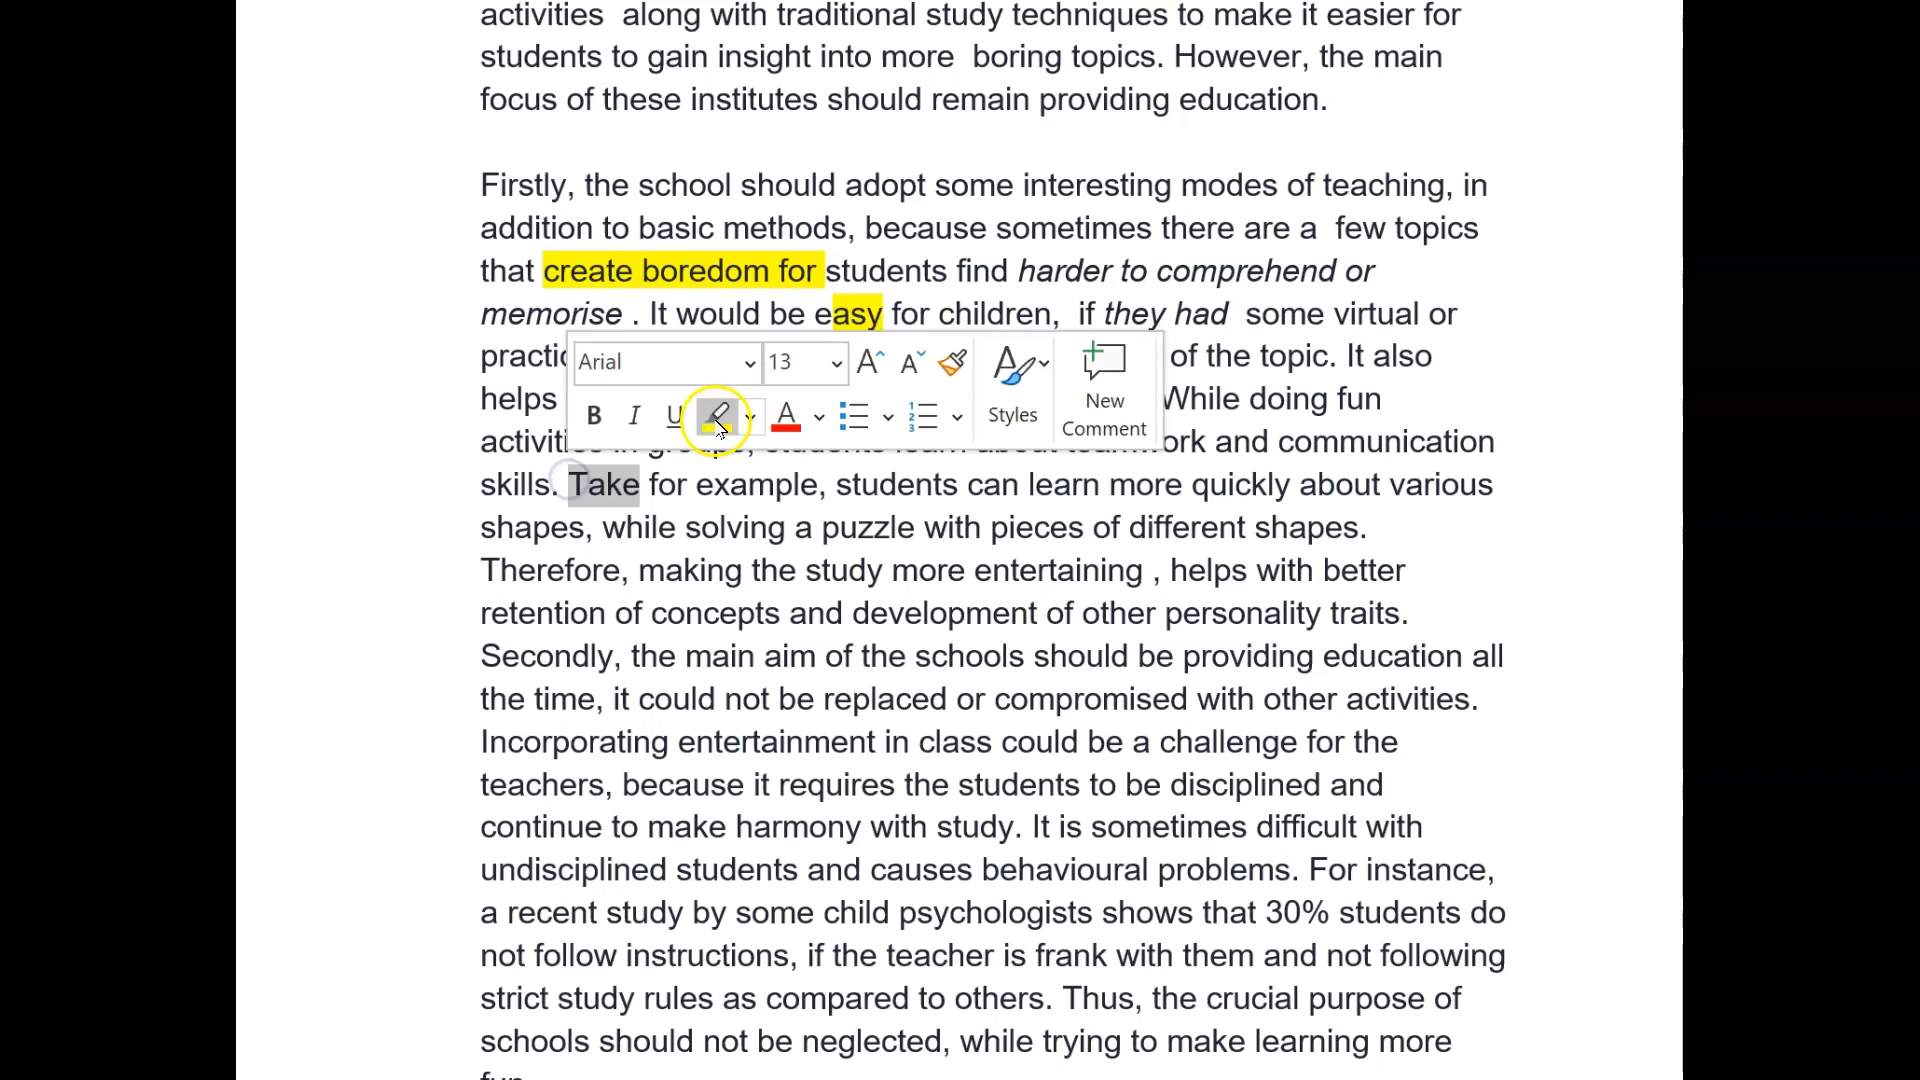 activities  along with traditional study techniques to make it easier for
students to gain insight into more  boring topics. However, the main
focus of these institutes should remain providing education.
Firstly, the school should adopt some interesting modes of teaching, in
addition to basic methods, because sometimes there are a  few topics
that create boredom for students find harder to comprehend or
memorise . It would be easy for children,  if they had  some virtual or
of the topic. It also
Arial 13
helps
While doing fun
B I U A Styles New Comment
and communication
skills. Take for example, students can learn more quickly about various
shapes, while solving a puzzle with pieces of different shapes.
Therefore, making the study more entertaining , helps with better
retention of concepts and development of other personality traits.
Secondly, the main aim of the schools should be providing education all
the time, it could not be replaced or compromised with other activities.
Incorporating entertainment in class could be a challenge for the
teachers, because it requires the students to be disciplined and
continue to make harmony with study. It is sometimes difficult with
undisciplined students and causes behavioural problems. For instance,
a recent study by some child psychologists shows that 30% students do
not follow instructions, if the teacher is frank with them and not following
strict study rules as compared to others. Thus, the crucial purpose of
schools should not be neglected, while trying to make learning more